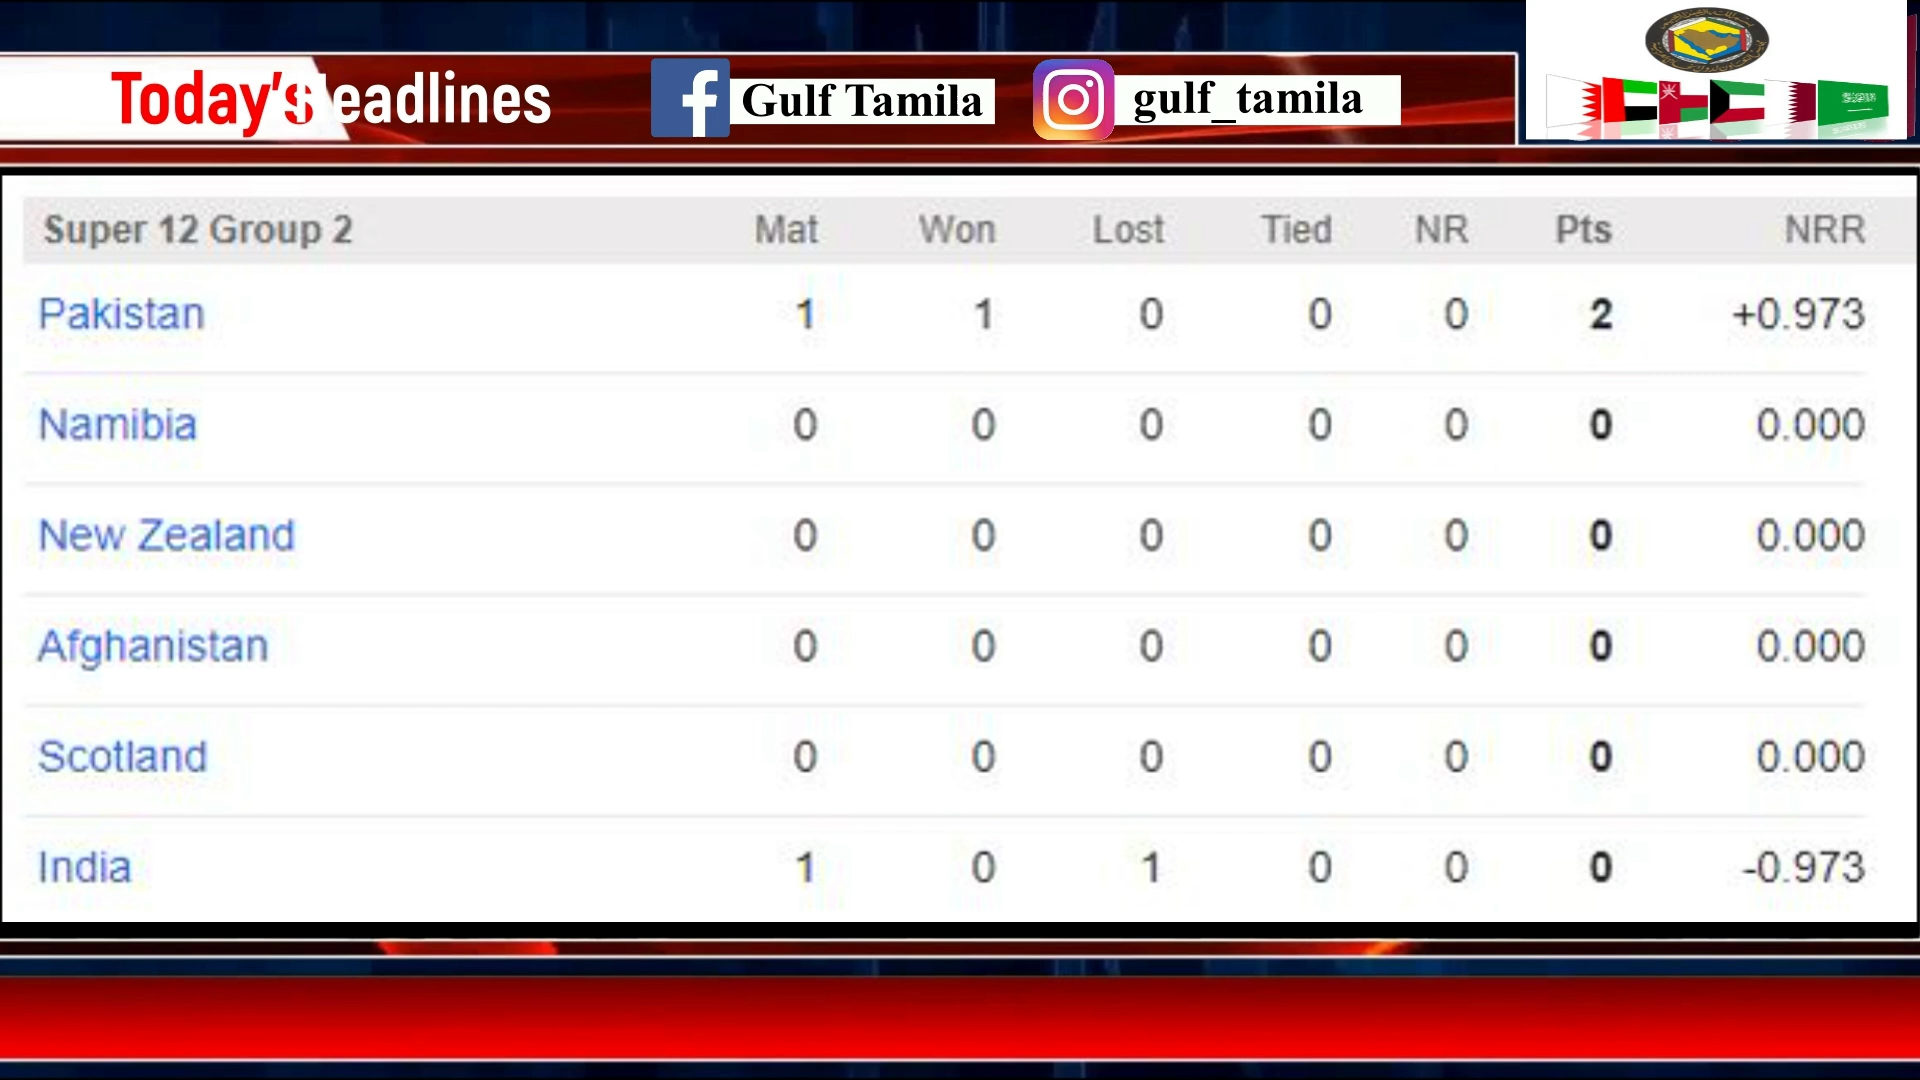 Today's Headlines
Gulf Tamila
gulf_tamila
Super 12 Group 2 Mat Won Lost Tied NR Pts NRR
Pakistan 1 1 0 0 0 2 +0.973
Namibia 0 0 0 0 0 0 0.000
New Zealand 0 0 0 0 0 0 0.000
Afghanistan 0 0 0 0 0 0 0.000
Scotland 0 0 0 0 0 0 0.000
India 1 0 1 0 0 0 -0.973